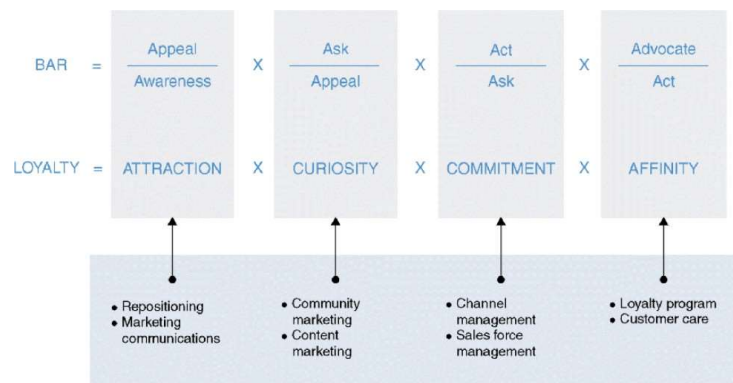 Appeal
Ask
Act
Advocate
BAR = X X X
Awareness
Appeal
Ask
Act
LOYALTY = ATTRACTION X CURIOSITY X COMMITMENT X AFFINITY
• Repositioning
• Marketing
communications
• Community
marketing
• Content
marketing
• Channel
management
• Sales force
management
• Loyalty program
• Customer care